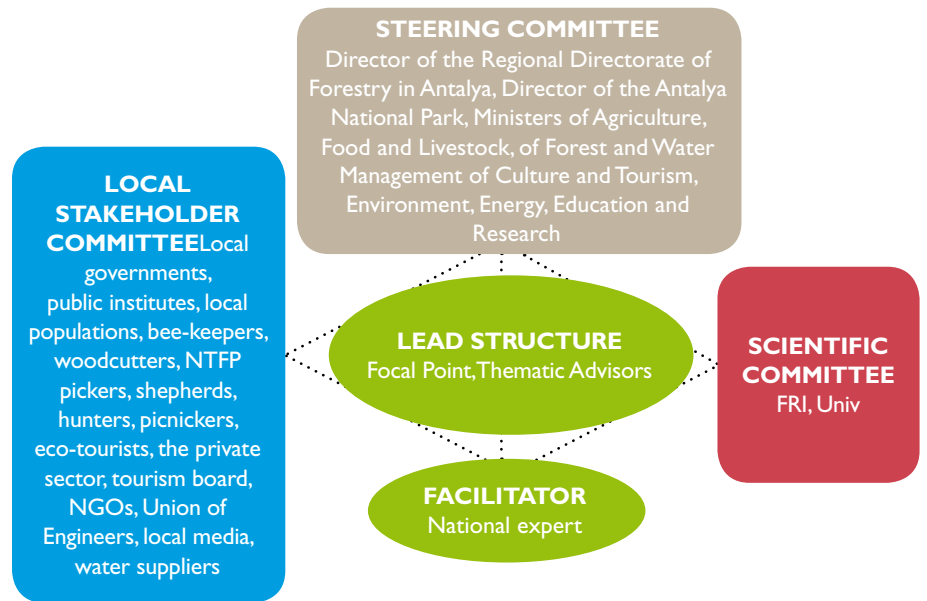 STEERING COMMITTEE
Director of the Regional Directorate of
Forestry in Antalya, Director of the Antalya
National Park, Ministers of Agriculture,
Food and Livestock, of Forest and Water
Management of Culture and Tourism,
Environment, Energy, Education and
Research
LOCAL
STAKEHOLDER
COMMITTEELocal
governments,
public institutes, local
populations, bee-keepers,
woodcutters, NTFP
pickers, shepherds,
hunters, picnickers,
eco-tourists, the private
sector, tourism board,
NGOs, Union of
Engineers, local media,
water suppliers
LEAD STRUCTURE
Focal Point, Thematic Advisors
SCIENTIFIC
COMMITTEE
FRI, Univ
FACILITATOR
National expert